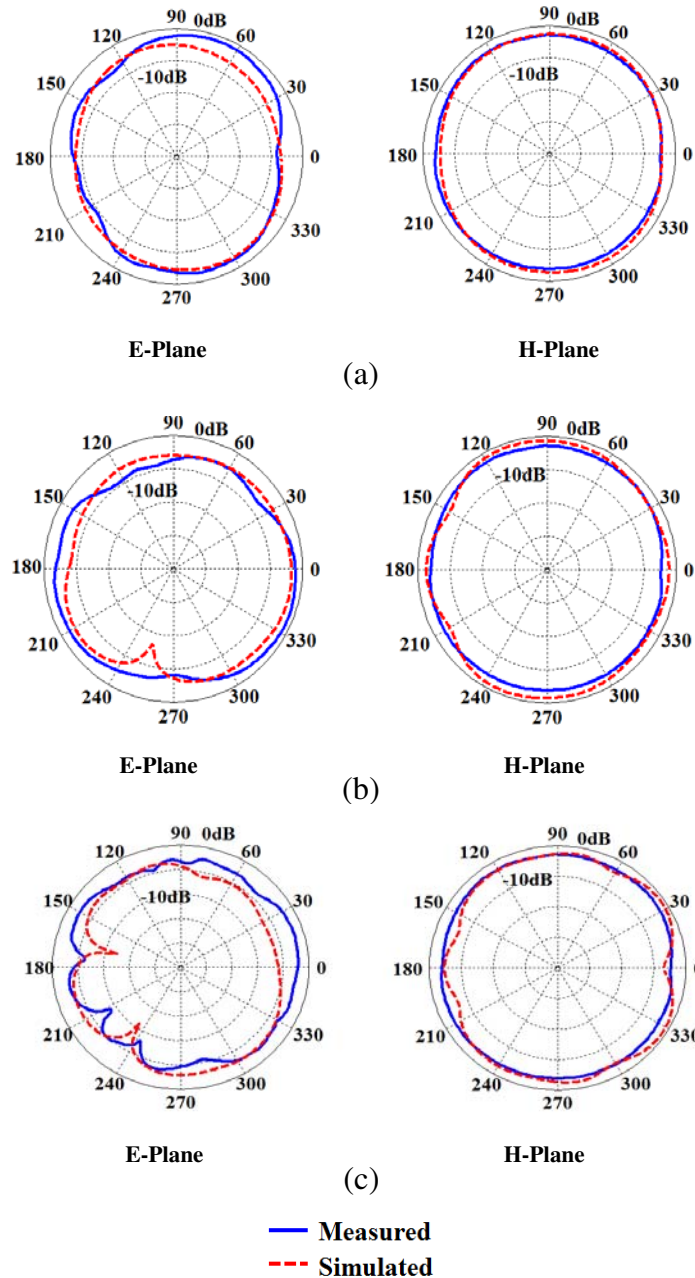 90 0dB 90 0dB
120 60 120 60
-10dB -10dB
150 30 150 30
180 0 180 0
210 330 210 330
240 300 240 300
270 270
E-Plane H-Plane
(a)
90 0dB 90 0dB
120 60 120 60
-10dB -10dB
150 30 150 30
180 0 180 0
210 330 210 330
240 300 240 300
270 270
E-Plane H-Plane
(b)
90 0dB 90 0dB
120 60 120 60
-10dB -10dB
150 30 150 30
180 0 180
210 330 210 330
240 300 240 300
270 270
E-Plane H-Plane
(c)
Measured
Simulated